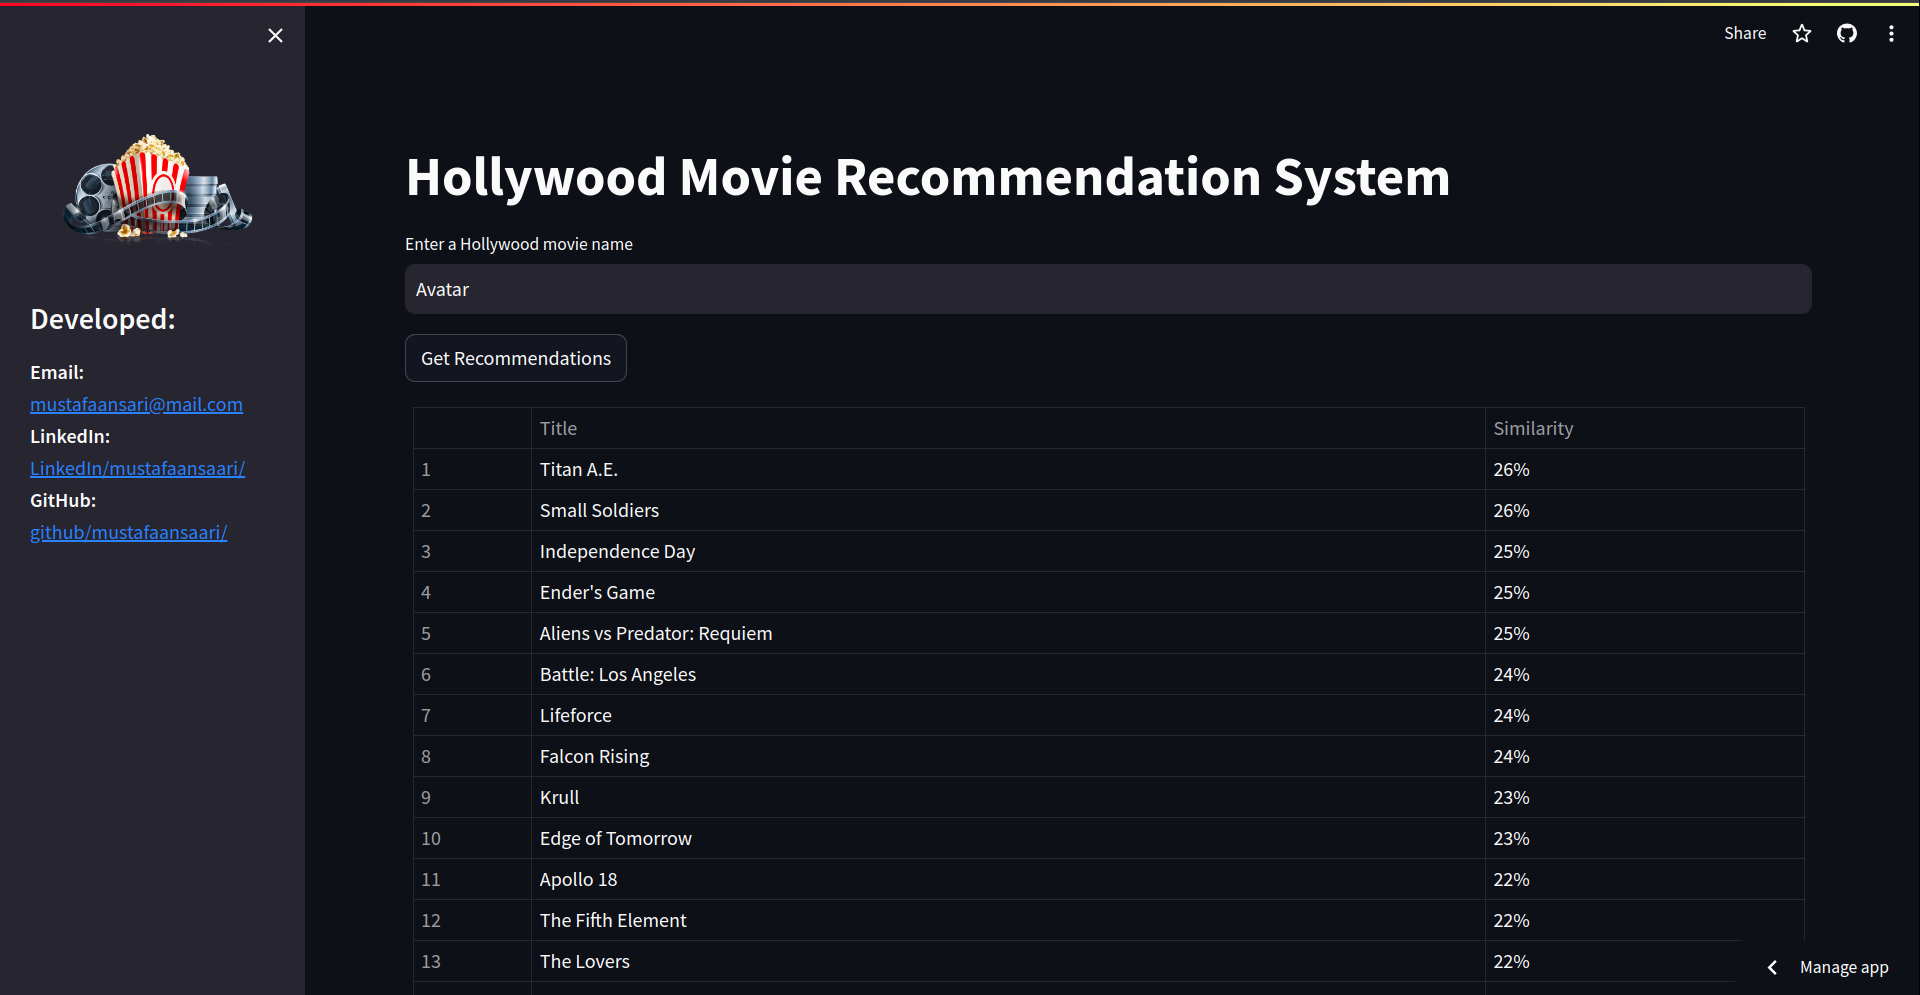 Share
Developed:
Email:
mustafaansari@mail.com
LinkedIn:
LinkedIn/mustafaansaari/
GitHub:
github/mustafaansaari/
Hollywood Movie Recommendation System
Enter a Hollywood movie name
Avatar
Get Recommendations
Title Similarity
1 Titan A.E. 26%
2 Small Soldiers 26%
3 Independence Day 25%
4 Ender's Game 25%
5 Aliens vs Predator: Requiem 25%
6 Battle: Los Angeles 24%
7 Lifeforce 24%
8 Falcon Rising 24%
9 Krull 23%
10 Edge of Tomorrow 23%
11 Apollo 18 22%
12 The Fifth Element 22%
13 The Lovers 22%
Manage app